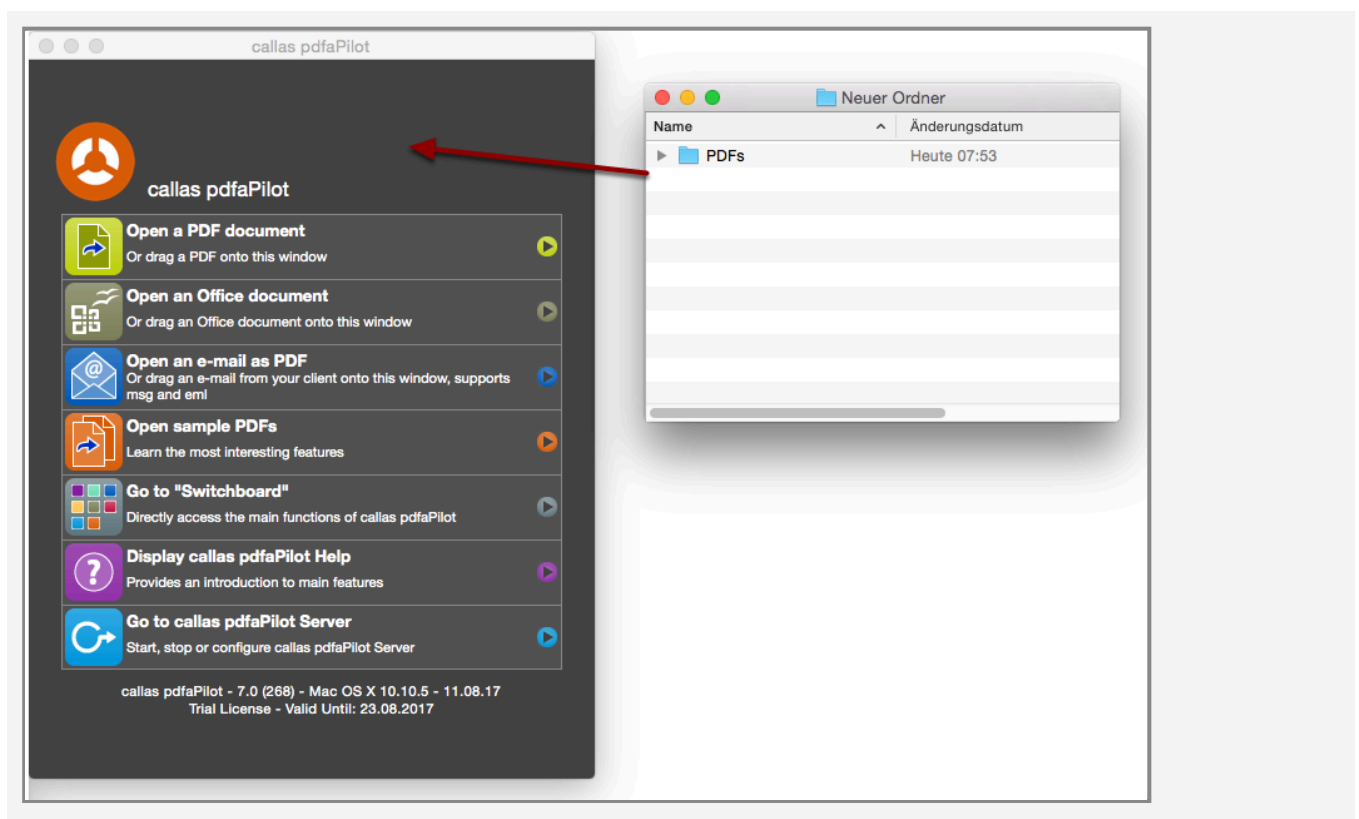 callas pdfaPilot
callas pdfaPilot
Open a PDF document
Or drag a PDF onto this window
Open an Office document
Or drag an Office document onto this window
Open an e-mail as PDF
Or drag an e-mail from your client onto this window, supports
msg and eml
Open sample PDFs
Learn the most interesting features
Go to "Switchboard"
Directly access the main functions of callas pdfaPilot
Display callas pdfaPilot Help
Provides an introduction to main features
Go to callas pdfaPilot Server
Start, stop or configure callas pdfaPilot Server
callas pdfaPilot - 7.0 (268) - Mac OS X 10.10.5 - 11.08.17
Trial License - Valid Until: 23.08.2017
Neuer Ordner
Name Änderungsdatum
PDFs Heute 07:53